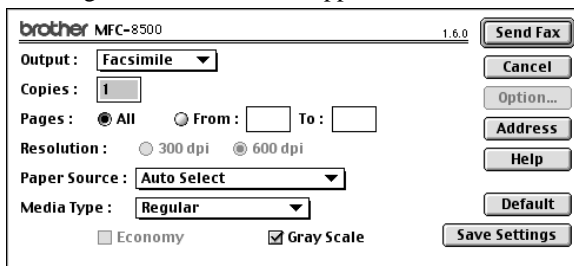 brother MFC-8500 1.6.0 Send Fax
Output : Facsimile Cancel
Copies : 1 Option...
Pages : All From : To : Address
Resolution : 300 dpi 600 dpi Help
Paper Source : Auto Select
Media Type : Regular Default
Economy Gray Scale Save Settings